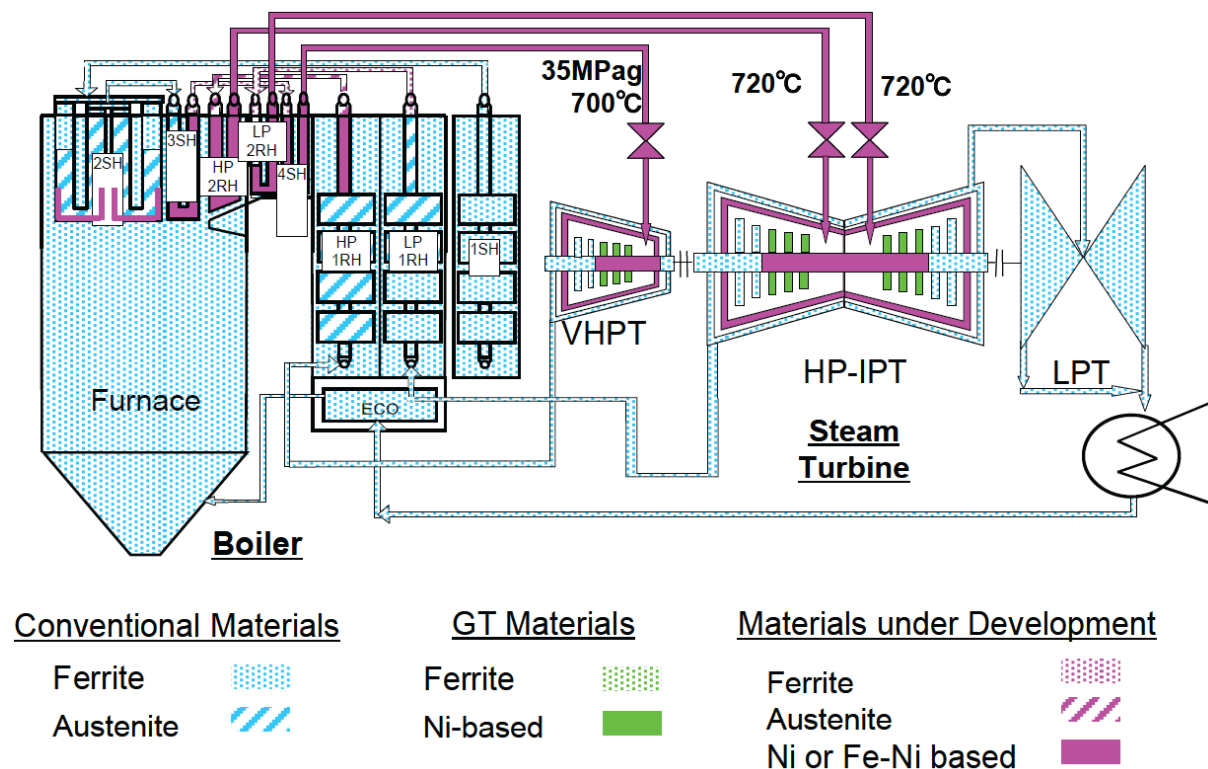 35MPag
700℃
720℃
720℃
2SH
3SH
HP
2RH
LP
2RH
4SH
HP
1RH
LP
1RH
1SH
VHPT
HP-IPT
LPT
Furnace
ECO
Steam
Turbine
Boiler
Conventional Materials
Ferrite
Austenite
GT Materials
Ferrite
Ni-based
Materials under Development
Ferrite
Austenite
Ni or Fe-Ni based